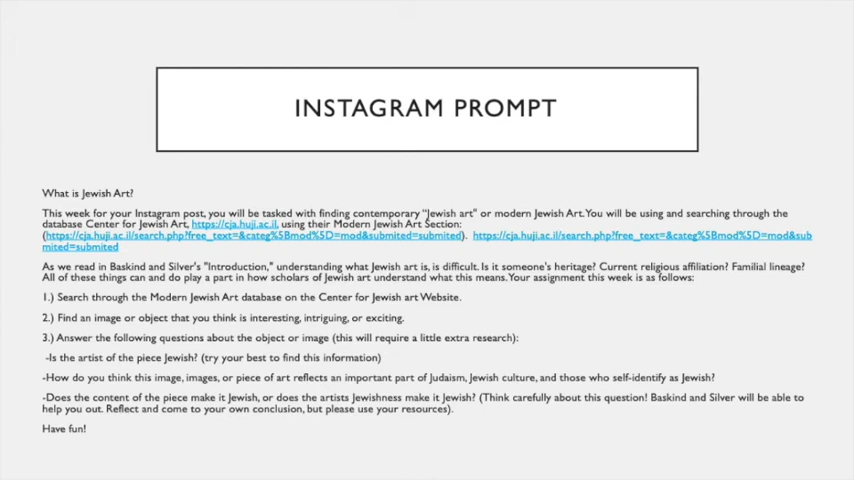 INSTAGRAM PROMPT
What is Jewish Art?
This week for your Instagram post, you will be tasked with finding contemporary "Jewish art" or modern Jewish Art. You will be using and searching through the
database Center for Jewish Art, https://cja.huji.ac.il, using their Modern Jewish Art Section:
(https://cja.huji.ac.il/search.php?free_text=&categ%5Bmod%5D=mod&submited=submited). https://cja.huji.ac.il/search.php?free_text=&categ%5Bmod%5D=mod&sub
mited=submited
As we read in Baskind and Silver's "Introduction," understanding what Jewish art is, is difficult. Is it someone's heritage? Current religious affiliation? Familial lineage?
All of these things can and do play a part in how scholars of Jewish art understand what this means. Your assignment this week is as follows:
1.) Search through the Modern Jewish Art database on the Center for Jewish art Website.
2.) Find an image or object that you think is interesting, intriguing, or exciting.
3.) Answer the following questions about the object or image (this will require a little extra research):
-Is the artist of the piece Jewish? (try your best to find this information)
-How do you think this image, images, or piece of art reflects an important part of Judaism, Jewish culture, and those who self-identify as Jewish?
-Does the content of the piece make it Jewish, or does the artists Jewishness make it Jewish? (Think carefully about this question! Baskind and Silver will be able to
help you out. Reflect and come to your own conclusion, but please use your resources).
Have fun!